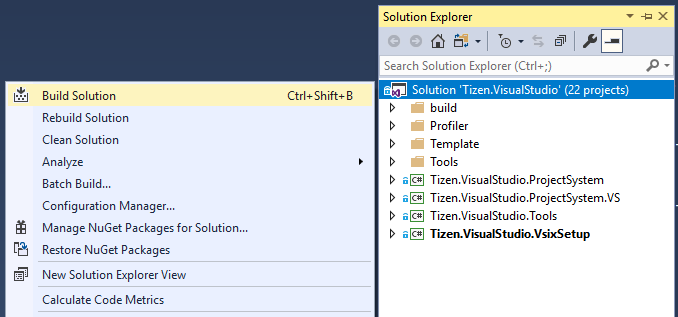 Build Solution Ctrl+Shift+B
Rebuild Solution
Clean Solution
Analyze
Batch Build...
Configuration Manager...
Manage NuGet Packages for Solution...
Restore NuGet Packages
New Solution Explorer View
Calculate Code Metrics
Solution Explorer
Search Solution Explorer (Ctrl+;)
Solution 'Tizen.VisualStudio' (22 projects)
build
Profiler
Template
Tools
C# Tizen.VisualStudio.ProjectSystem
C# Tizen.VisualStudio.ProjectSystem.VS
C# Tizen.VisualStudio.Tools
C# Tizen.VisualStudio.VsixSetup